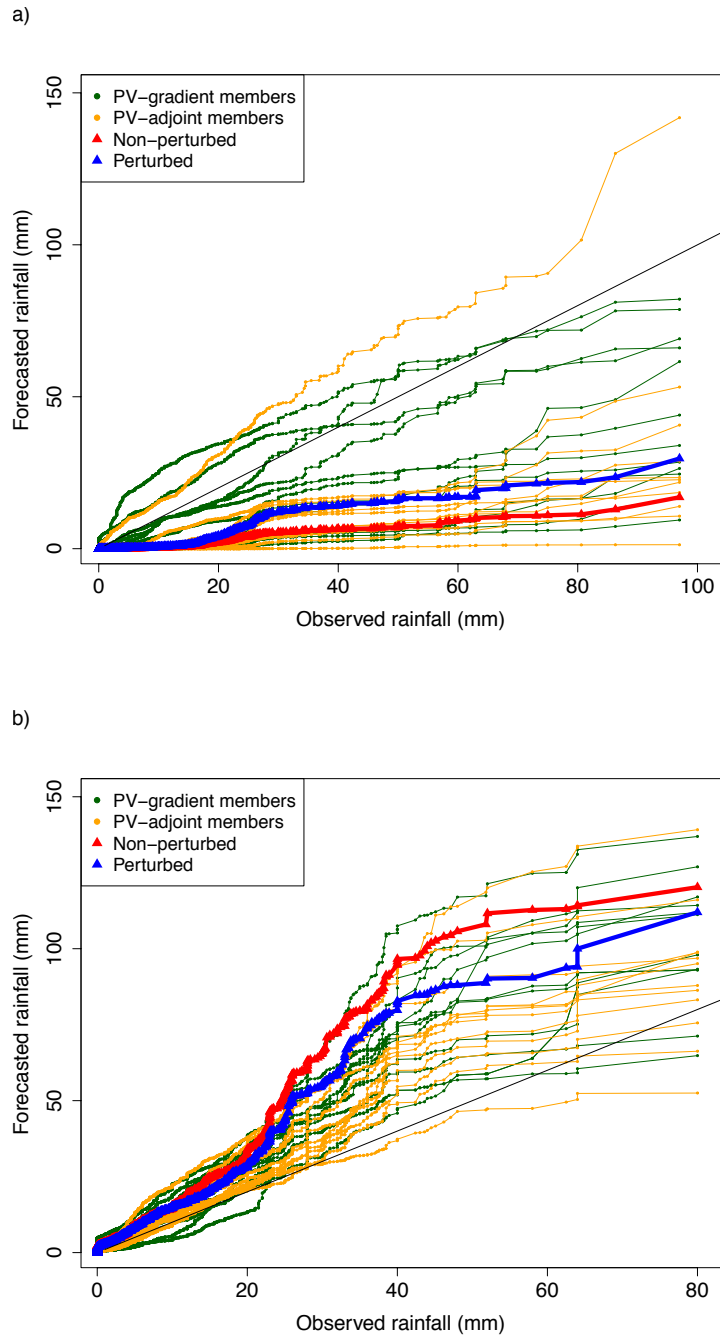 a)
PV−gradient members
PV−adjoint members
Non−perturbed
Perturbed
150
100
50
0
Forecasted rainfall (mm)
0 20 40 60 80 100
Observed rainfall (mm)
b)
PV−gradient members
PV−adjoint members
Non−perturbed
Perturbed
150
100
50
0
Forecasted rainfall (mm)
0 20 40 60 80
Observed rainfall (mm)